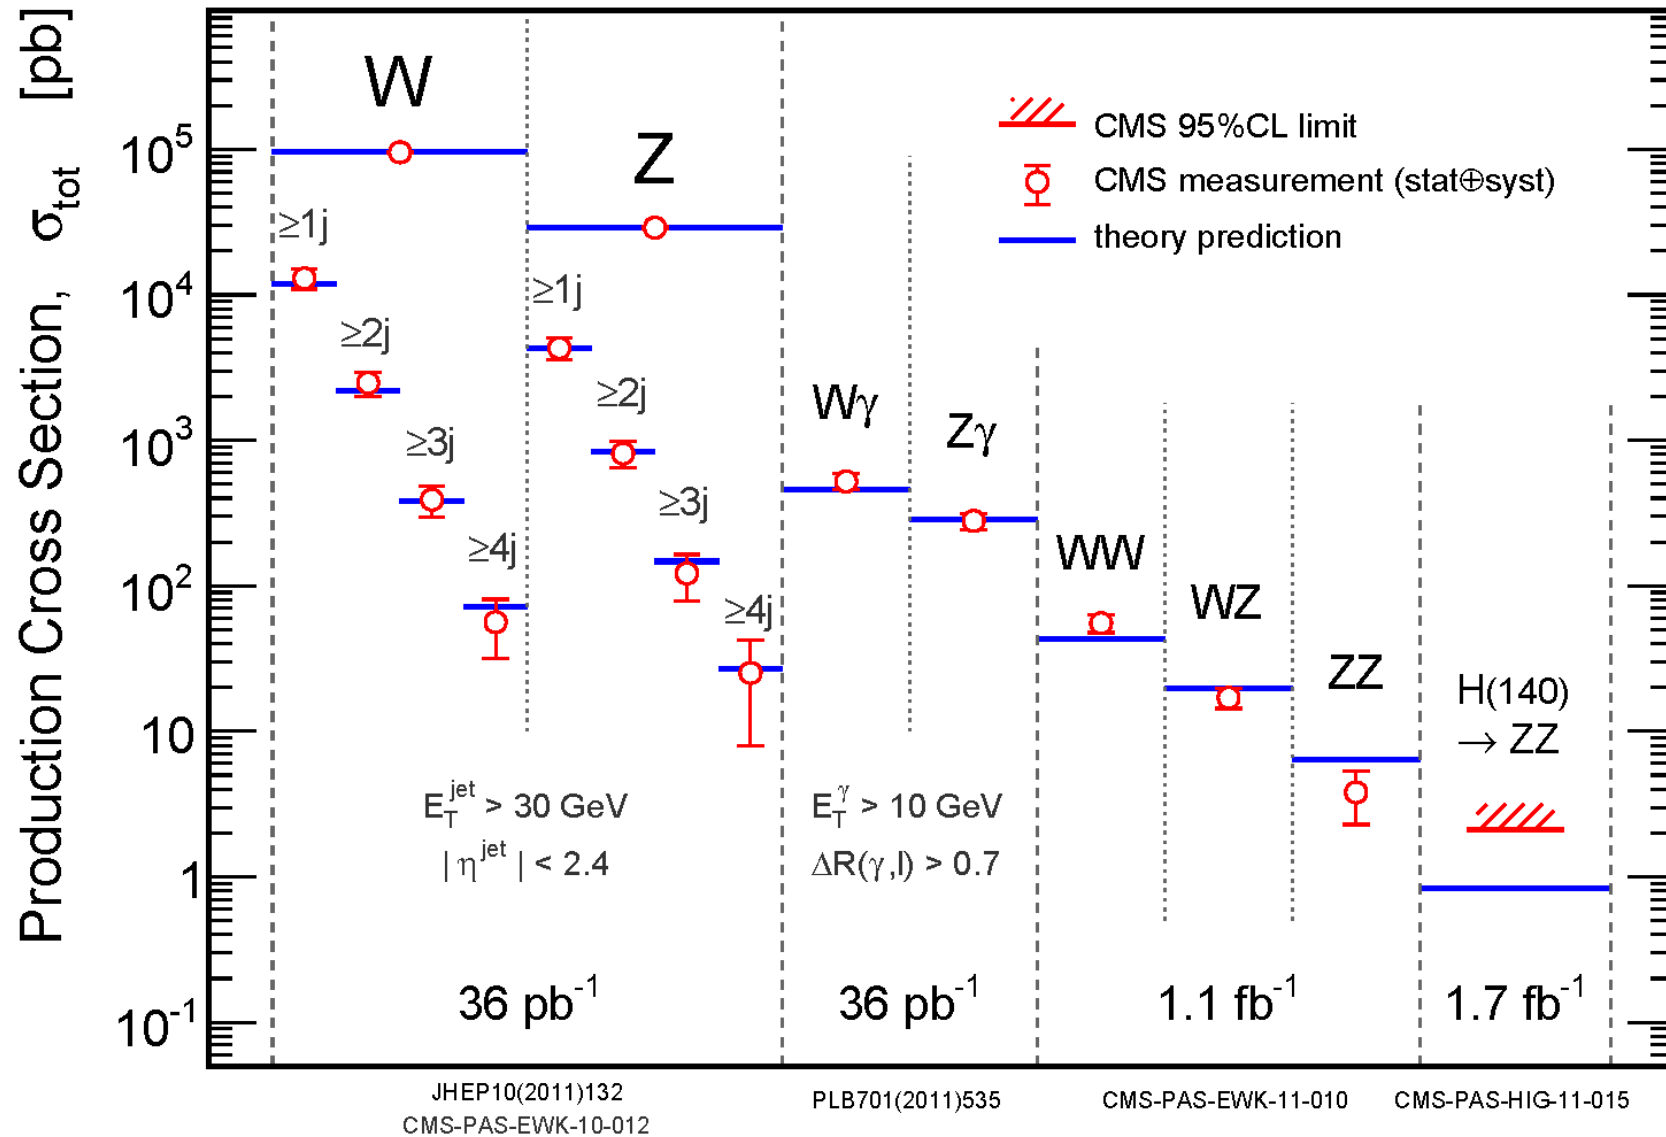 Production Cross Section, σ_tot [pb]
10^5
10^4
10^3
10^2
10
1
10^-1
W
≥1j
≥2j
≥3j
≥4j
Z
≥1j
≥2j
≥3j
≥4j
E_T^jet > 30 GeV
| η^jet | < 2.4
36 pb^-1
Wγ
Zγ
E_T^γ > 10 GeV
ΔR(γ,l) > 0.7
36 pb^-1
CMS 95%CL limit
CMS measurement (stat⊕syst)
theory prediction
WW
WZ
ZZ
1.1 fb^-1
H(140)
→ ZZ
1.7 fb^-1
JHEP10(2011)132
CMS-PAS-EWK-10-012
PLB701(2011)535
CMS-PAS-EWK-11-010
CMS-PAS-HIG-11-015